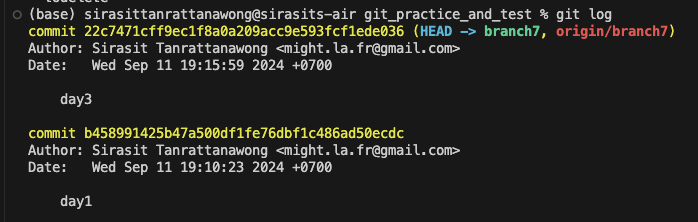 (base) sirasittanrattanawong@sirasits-air git_practice_and_test % git log
commit 22c7471cff9ec1f8a0a209acc9e593fcf1ede036 (HEAD -> branch7, origin/branch7)
Author: Sirasit Tanrattanawong <might.la.fr@gmail.com>
Date:   Wed Sep 11 19:15:59 2024 +0700
day3
commit b458991425b47a500df1fe76dbf1c486ad50ecdc
Author: Sirasit Tanrattanawong <might.la.fr@gmail.com>
Date:   Wed Sep 11 19:10:23 2024 +0700
day1